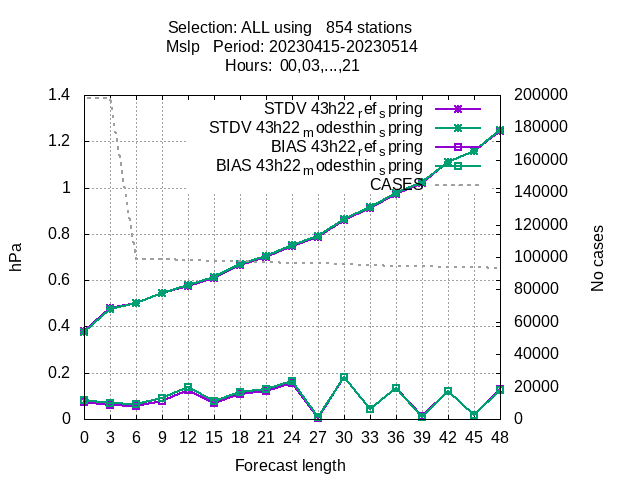 Selection: ALL using   854 stations
Mslp   Period: 20230415-20230514
Hours:  00,03,...,21
STDV 43h22_ref_spring
STDV 43h22_modesthin_spring
BIAS 43h22_ref_spring
BIAS 43h22_modesthin_spring
CASES
hPa
1.4
1.2
1
0.8
0.6
0.4
0.2
0
No cases
200000
180000
160000
140000
120000
100000
80000
60000
40000
20000
0
0 3 6 9 12 15 18 21 24 27 30 33 36 39 42 45 48
Forecast length